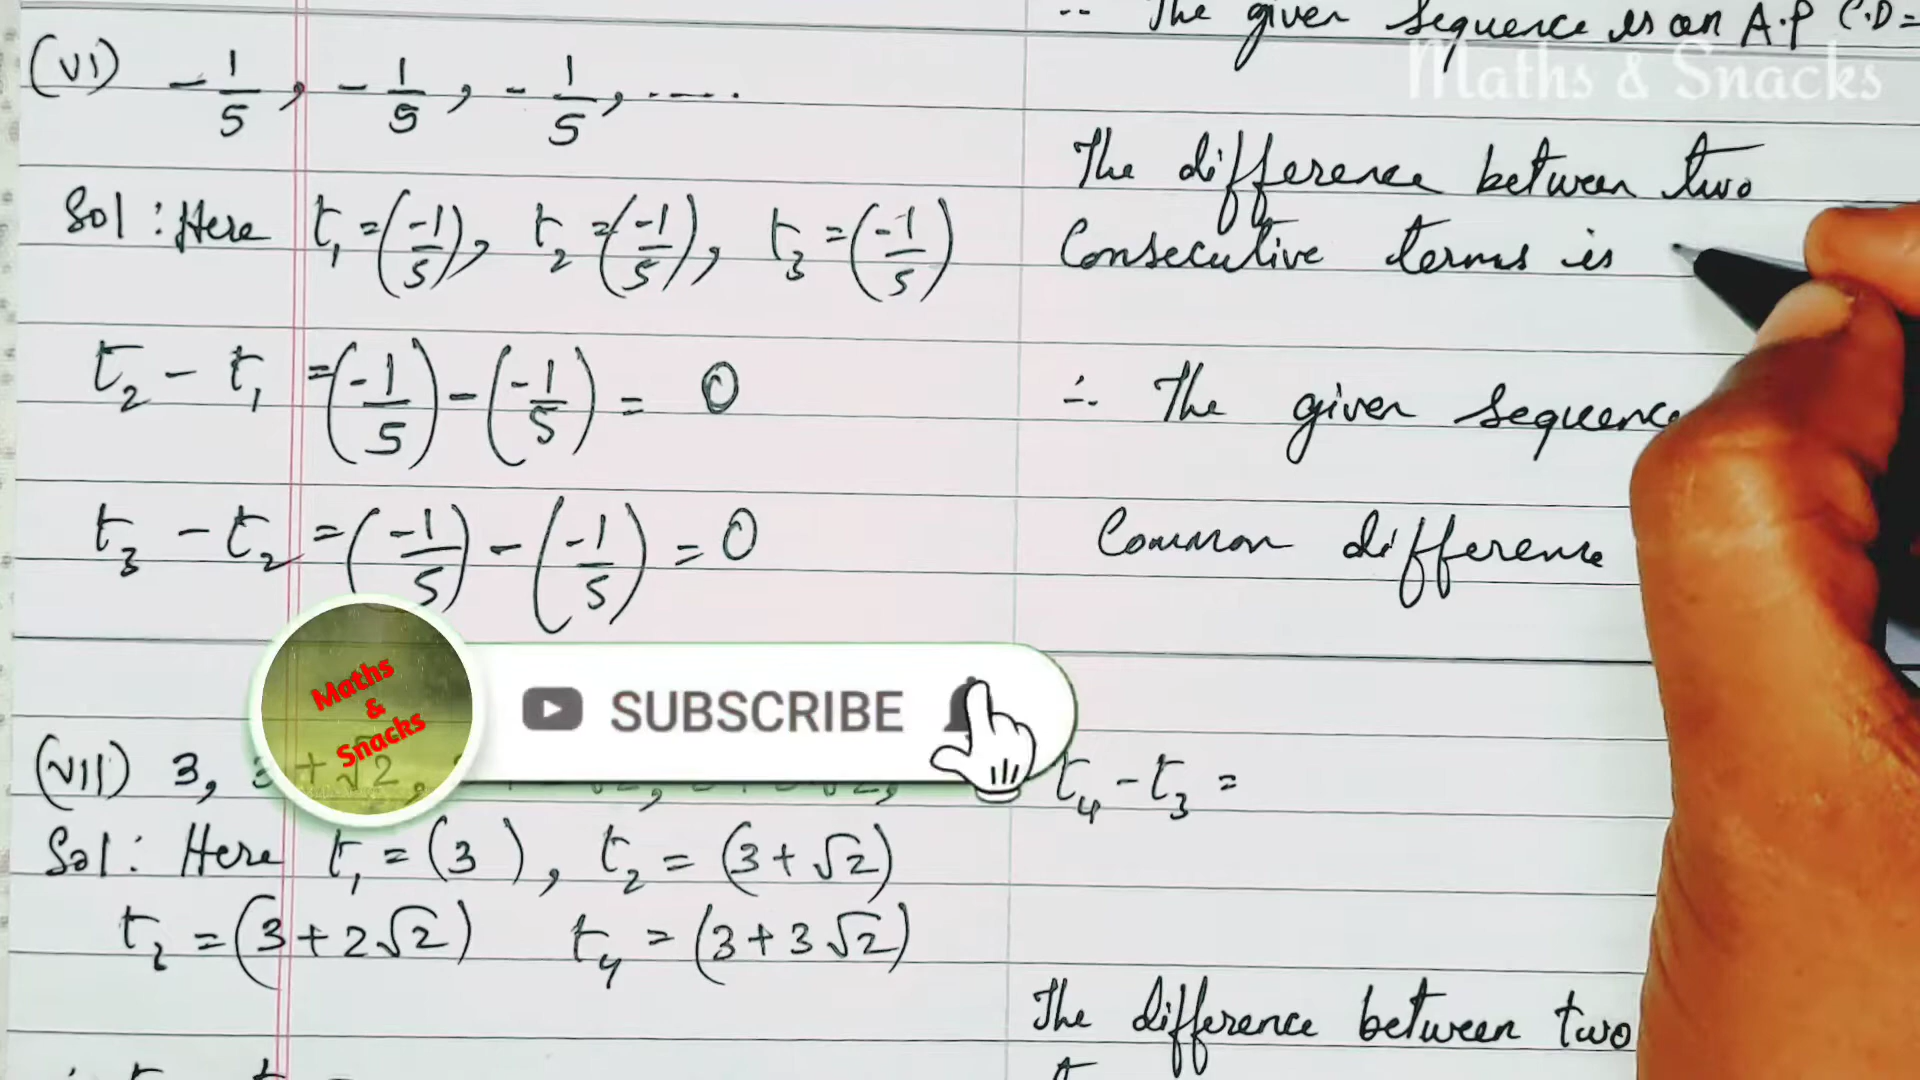 ∴ The given sequence is an A.P C.D =
Maths & Snacks
(VI) -1/5, -1/5, -1/5, ....
Sol : Here t₁ = (-1/5), t₂ = (-1/5), t₃ = (-1/5)
t₂ - t₁ = (-1/5) - (-1/5) = 0
t₃ - t₂ = (-1/5) - (-1/5) = 0
The difference between two
Consecutive terms is
∴ The given sequence
Common difference
Maths
&
Snacks
SUBSCRIBE
(VII) 3, 3+√2,
Sol : Here t₁ = (3), t₂ = (3+√2)
t₂ = (3+2√2) t₄ = (3+3√2)
t₄ - t₃ =
The difference between two